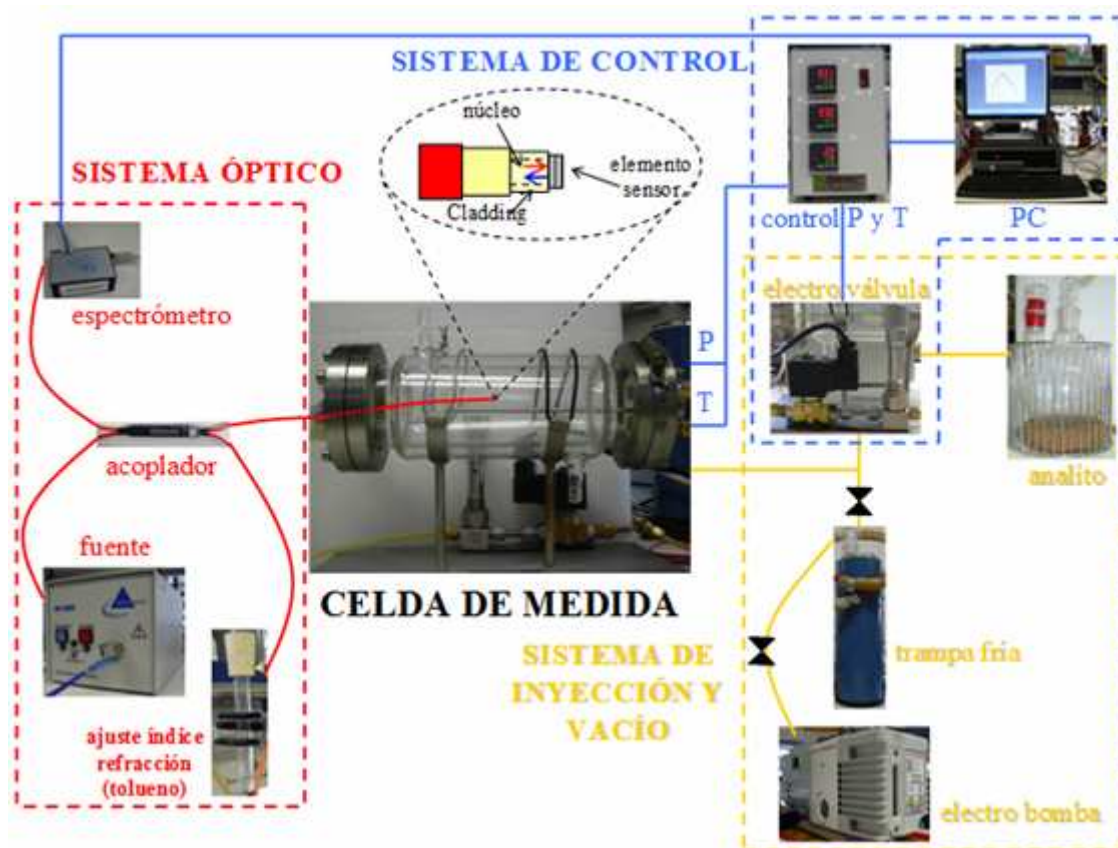 SISTEMA DE CONTROL
núcleo
elemento
sensor
Cladding
SISTEMA ÓPTICO
control P y T
PC
electro válvula
espectrómetro
P
T
acoplador
analito
fuente
CELDA DE MEDIDA
SISTEMA DE
INYECCIÓN Y
VACÍO
trampa fría
ajuste índice
refracción
(tolueno)
electro bomba